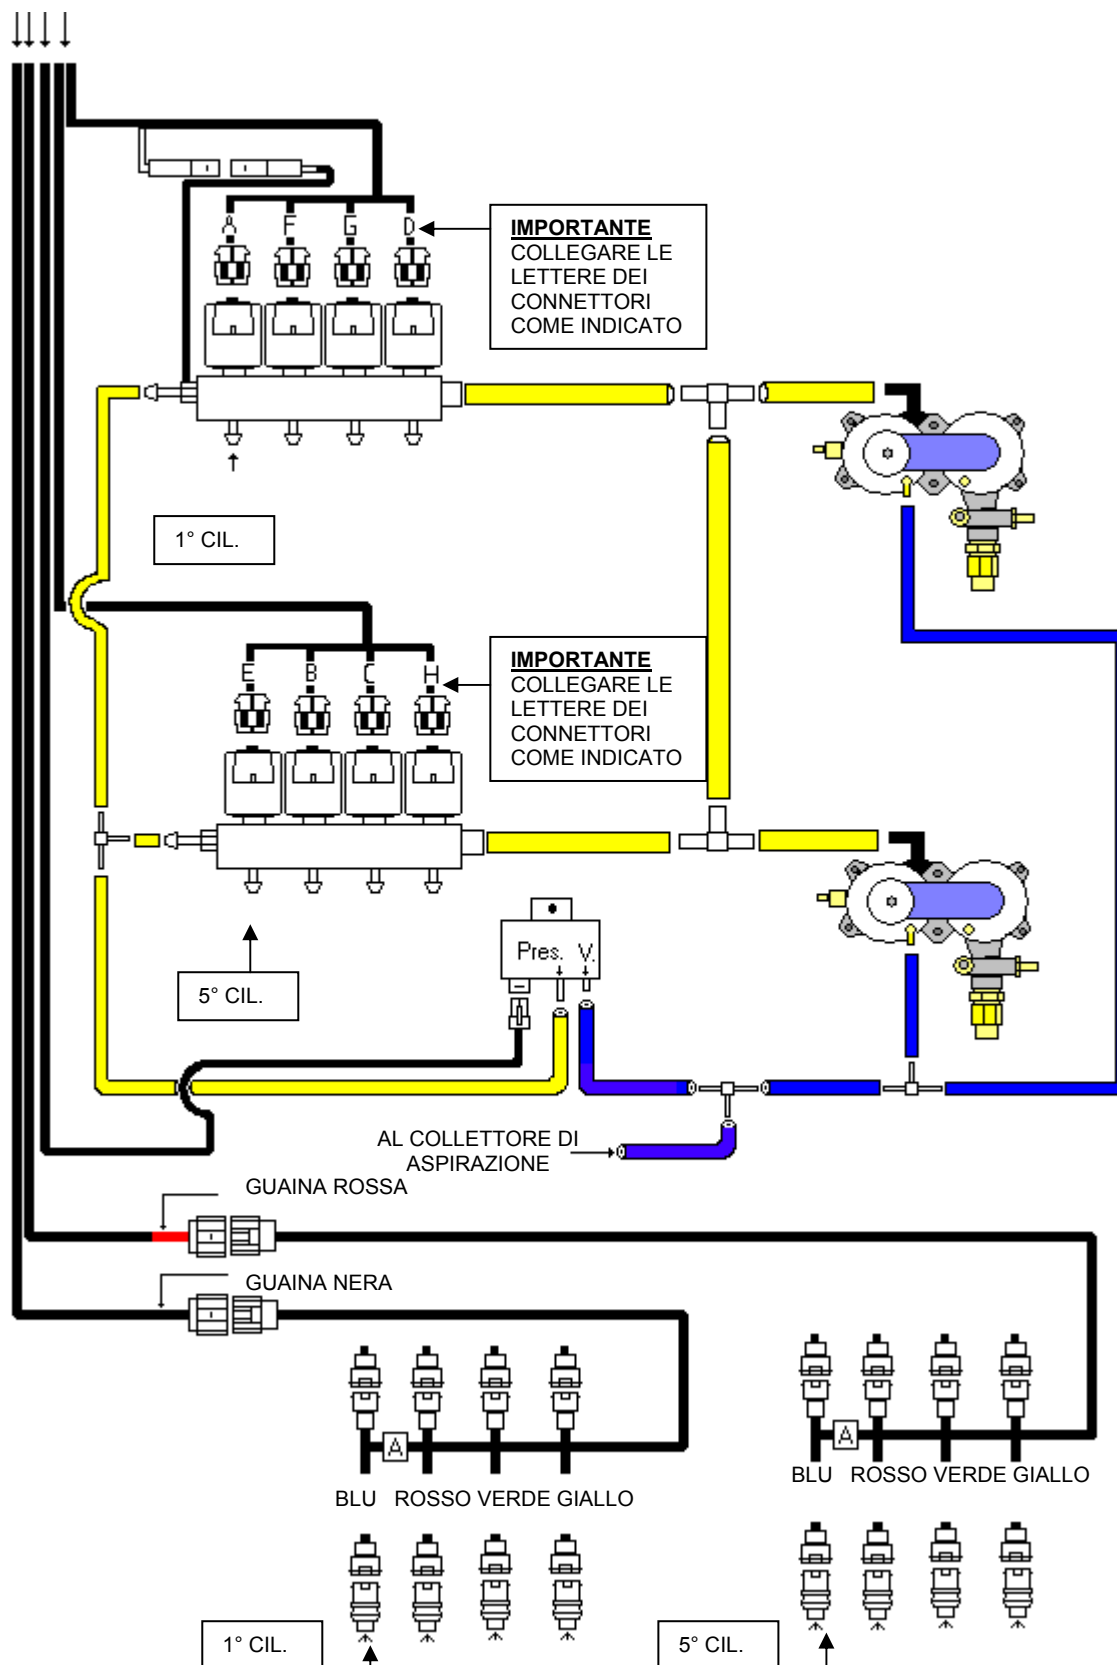 A F G D
IMPORTANTE
COLLEGARE LE
LETTERE DEI
CONNETTORI
COME INDICATO
1° CIL.
E B C H
IMPORTANTE
COLLEGARE LE
LETTERE DEI
CONNETTORI
COME INDICATO
5° CIL.
Pres. V.
AL COLLETTORE DI
ASPIRAZIONE
GUAINA ROSSA
GUAINA NERA
A
BLU ROSSO VERDE GIALLO
A
BLU ROSSO VERDE GIALLO
1° CIL.
5° CIL.